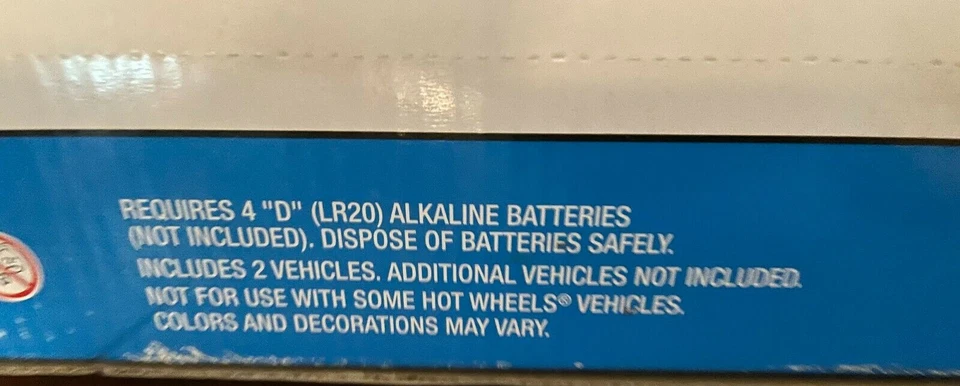 REQUIRES 4 "D" (LR20) ALKALINE BATTERIES
(NOT INCLUDED). DISPOSE OF BATTERIES SAFELY.
INCLUDES 2 VEHICLES. ADDITIONAL VEHICLES NOT INCLUDED.
NOT FOR USE WITH SOME HOT WHEELS® VEHICLES.
COLORS AND DECORATIONS MAY VARY.